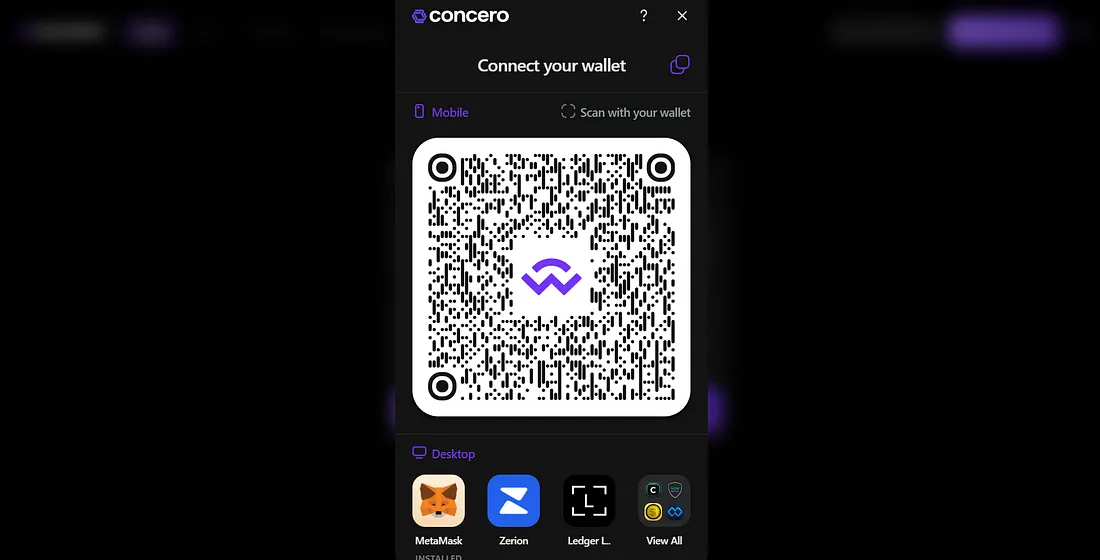 concero
?
Connect your wallet
Mobile
Scan with your wallet
Desktop
MetaMask
Zerion
Ledger L..
View All
INSTALLED